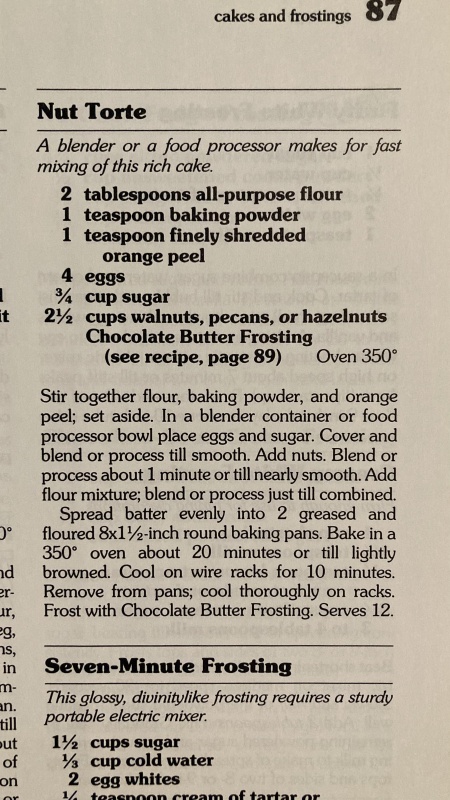 cakes and frostings 87
Nut Torte
A blender or a food processor makes for fast
mixing of this rich cake.
2 tablespoons all-purpose flour
1 teaspoon baking powder
1 teaspoon finely shredded
orange peel
4 eggs
¾ cup sugar
2½ cups walnuts, pecans, or hazelnuts
Chocolate Butter Frosting
(see recipe, page 89) Oven 350°
Stir together flour, baking powder, and orange
peel; set aside. In a blender container or food
processor bowl place eggs and sugar. Cover and
blend or process till smooth. Add nuts. Blend or
process about 1 minute or till nearly smooth. Add
flour mixture; blend or process just till combined.
Spread batter evenly into 2 greased and
floured 8x1½-inch round baking pans. Bake in a
350° oven about 20 minutes or till lightly
browned. Cool on wire racks for 10 minutes.
Remove from pans; cool thoroughly on racks.
Frost with Chocolate Butter Frosting. Serves 12.
Seven-Minute Frosting
This glossy, divinitylike frosting requires a sturdy
portable electric mixer.
1½ cups sugar
⅓ cup cold water
2 egg whites
¼ teaspoon cream of tartar or